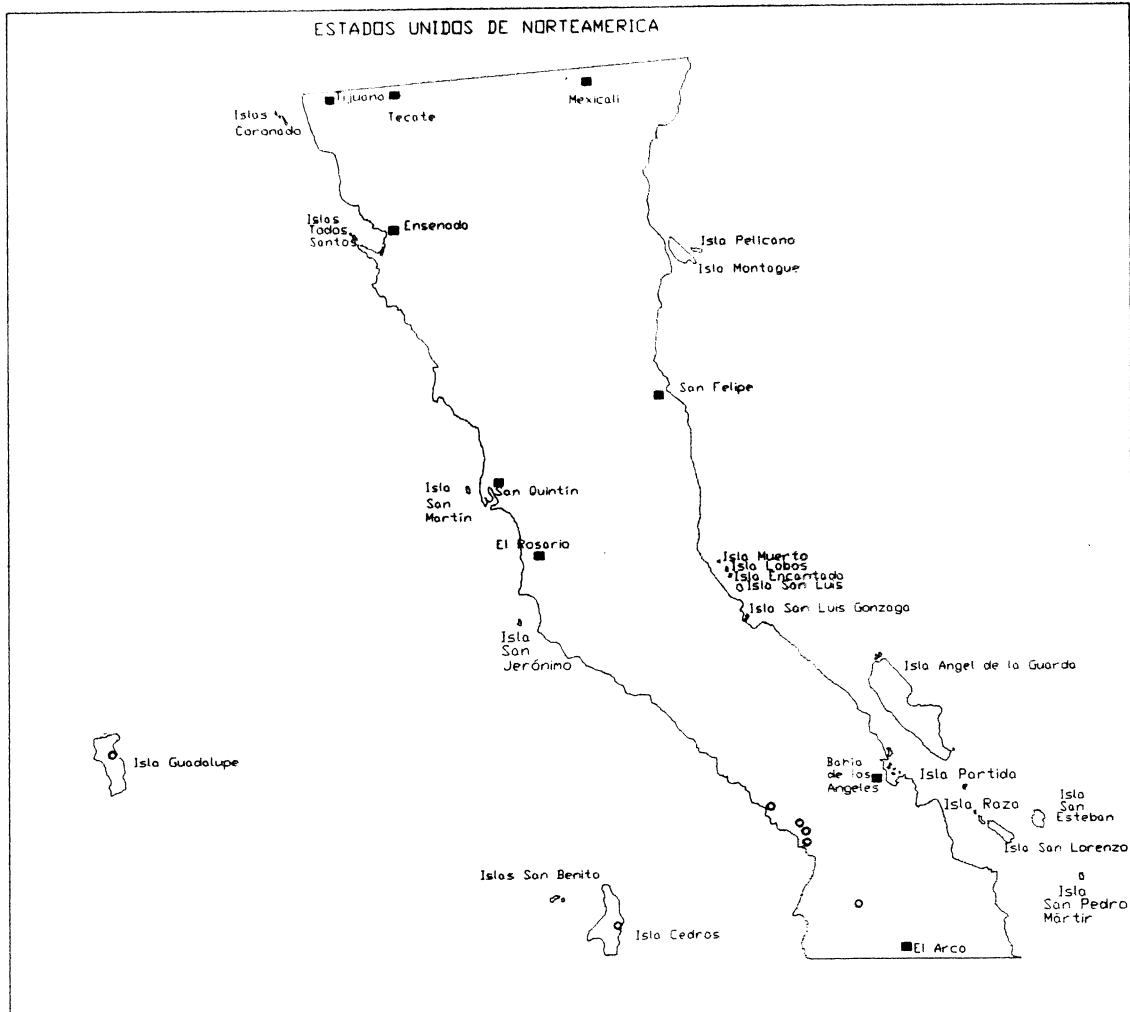 ESTADOS UNIDOS DE NORTEAMERICA
Tijuana
Mexicali
Tecate
Islas
Coronado
Islas
Todos
Santos
Ensenada
Isla Pelicano
Isla Montague
San Felipe
Isla
San
Martín
San Quintín
El Rosario
Isla Muerto
Isla Lobos
Isla Encantada
Isla San Luis
Isla San Luis Gonzaga
Isla
San
Jerónimo
Isla Angel de la Guarda
Isla Guadalupe
Bahía
de los
Angeles
Isla Partida
Isla Raza
Isla
San
Esteban
Isla San Lorenzo
Islas San Benito
Isla
San Pedro
Mártir
Isla Cedros
El Arco